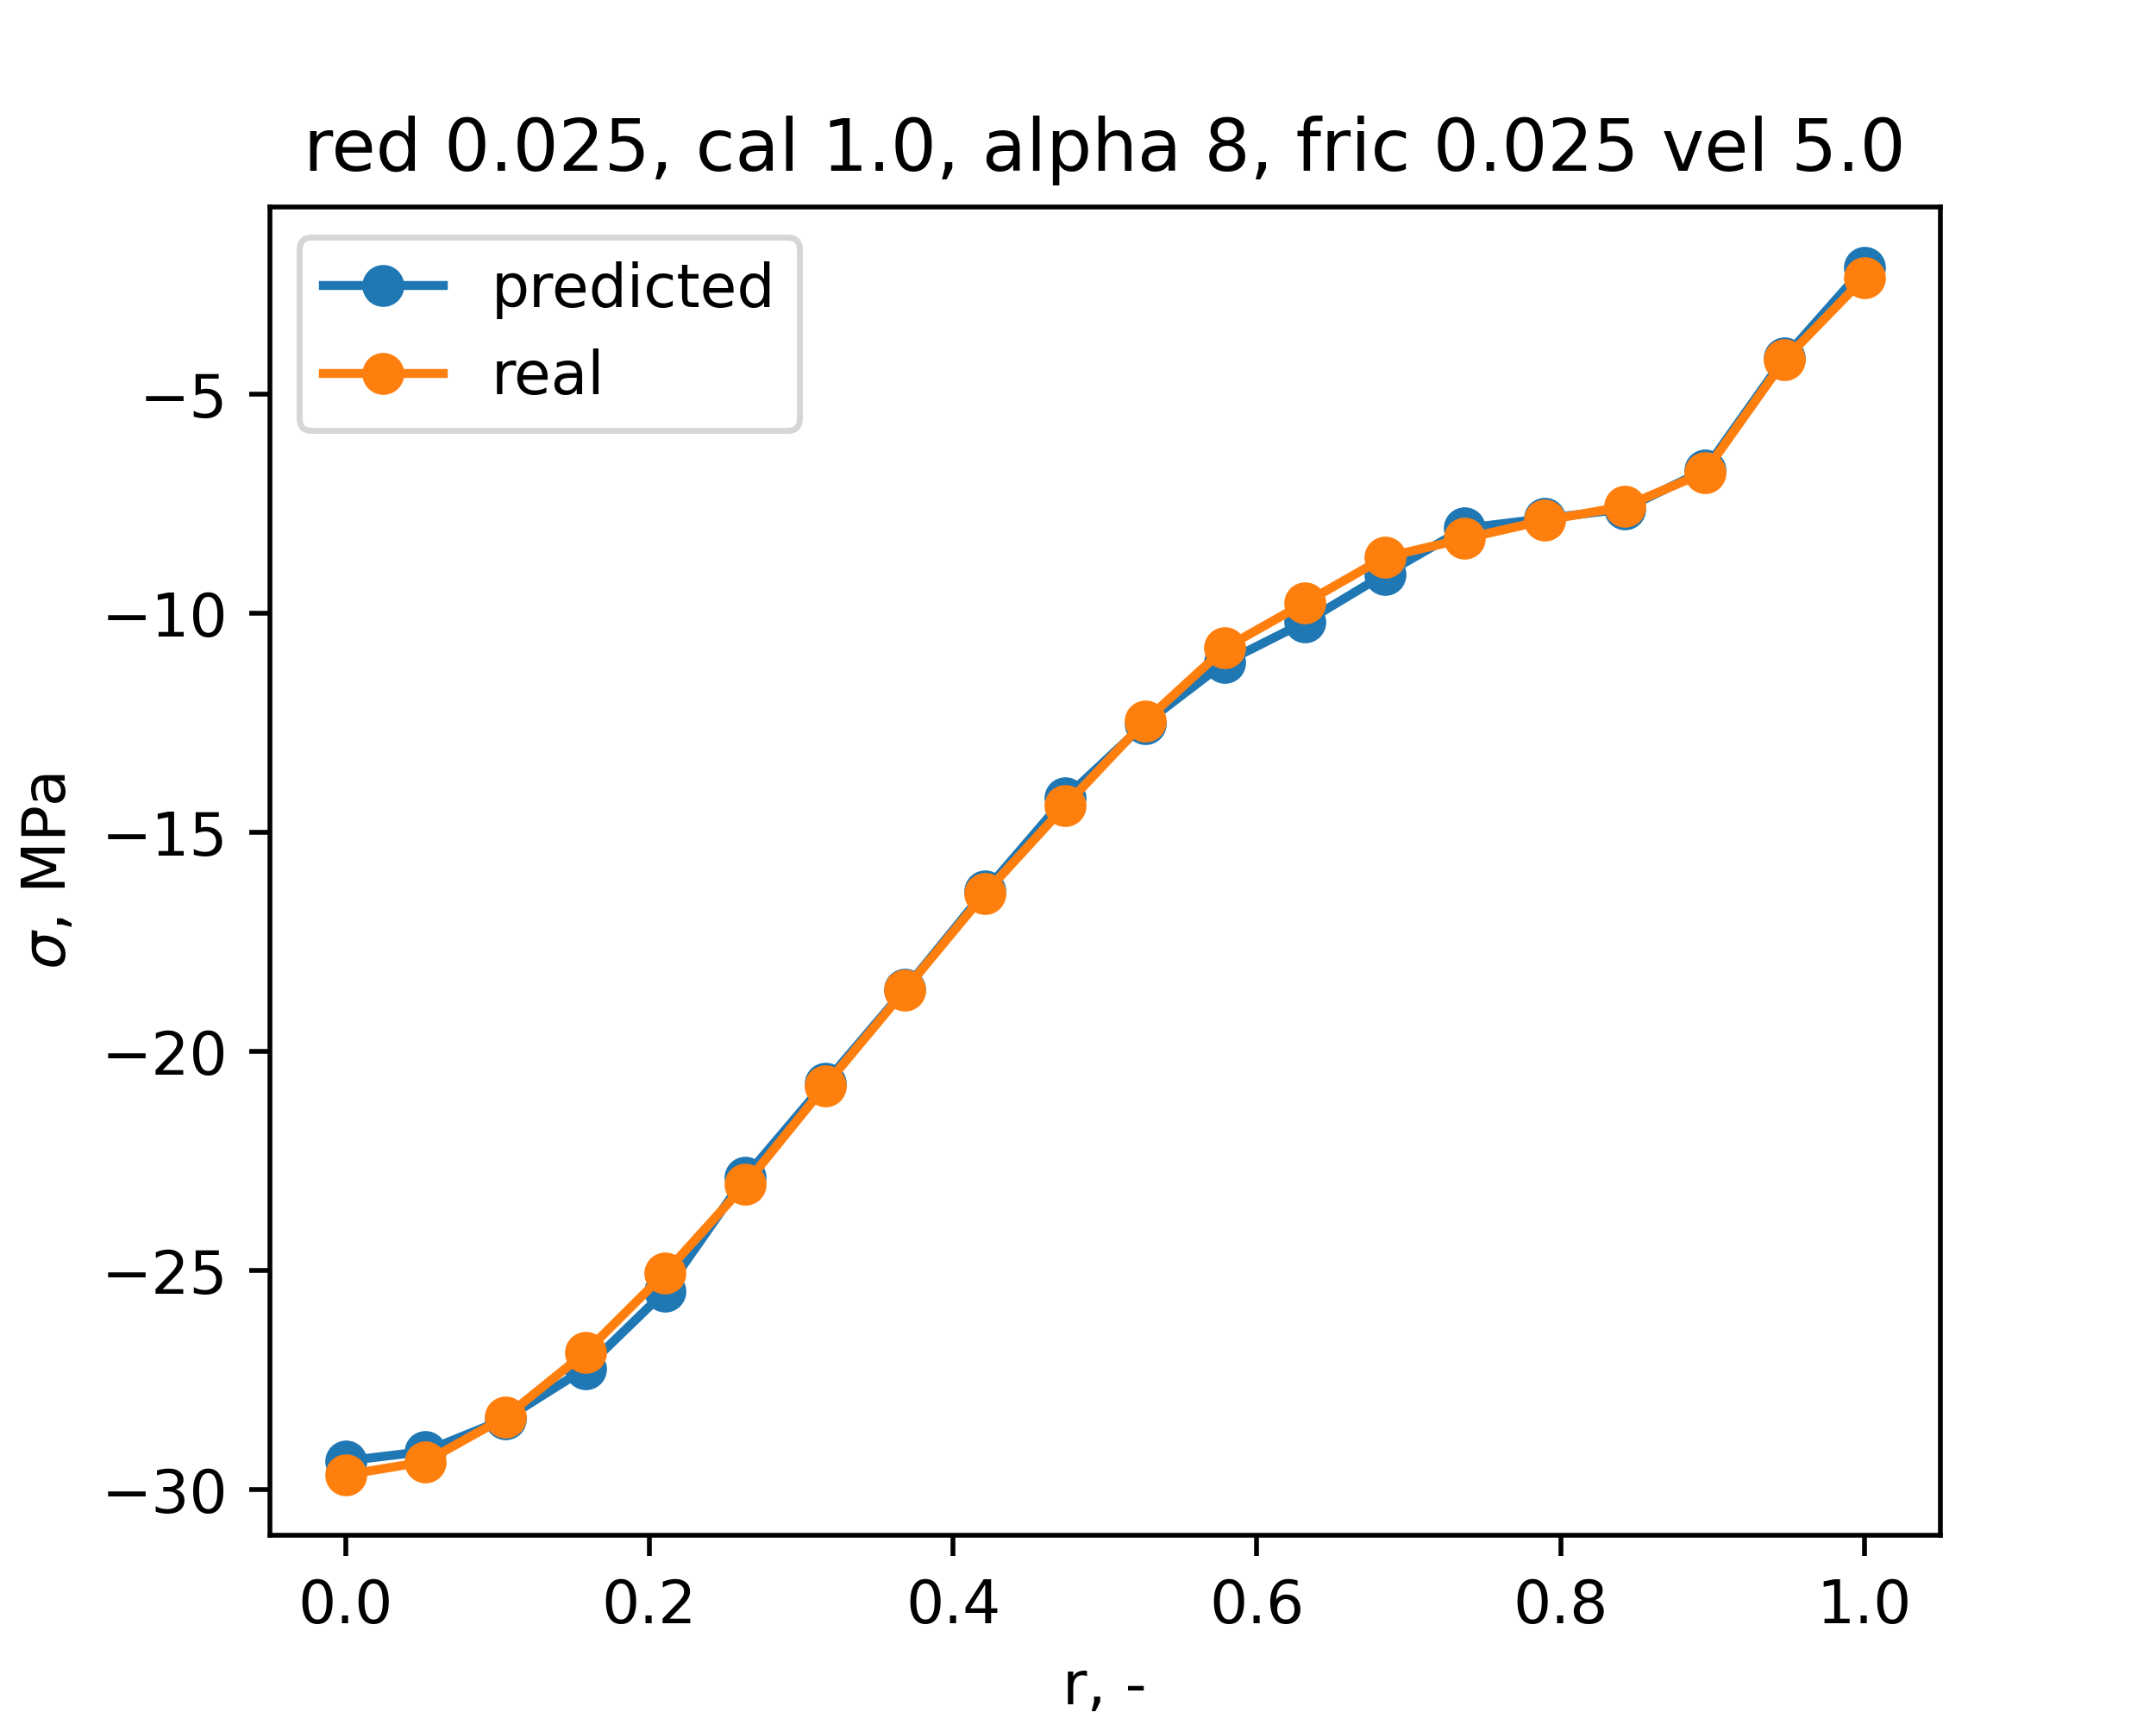 red 0.025, cal 1.0, alpha 8, fric 0.025 vel 5.0
predicted
real
−5
−10
−15
−20
−25
−30
σ, MPa
0.0 0.2 0.4 0.6 0.8 1.0
r, -